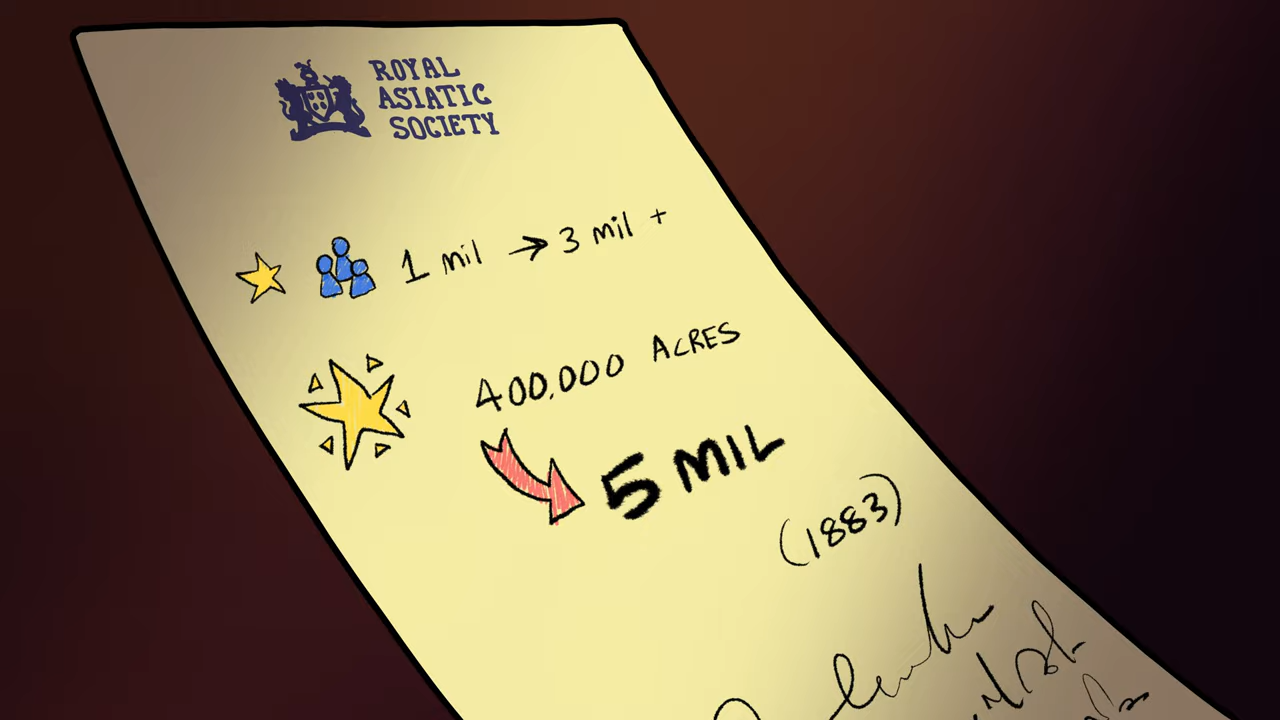 ROYAL
ASIATIC
SOCIETY
1 mil → 3 mil +
400,000 ACRES
5 MIL
(1883)